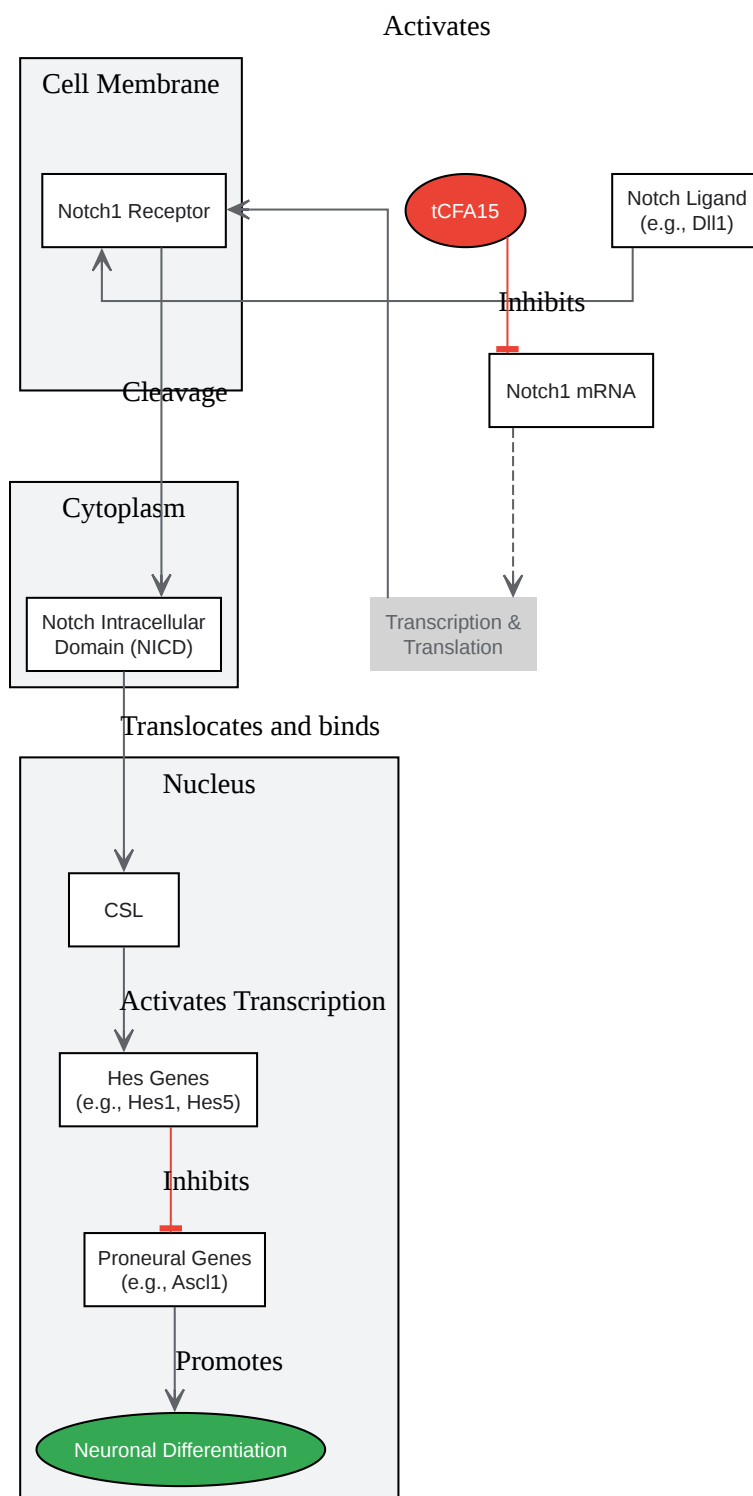 Activates
Cell Membrane
Notch1 Receptor
tCFA15
Notch Ligand
(e.g., Dll1)
Inhibits
Notch1 mRNA
Cleavage
Cytoplasm
Notch Intracellular
Domain (NICD)
Transcription &
Translation
Translocates and binds
Nucleus
CSL
Activates Transcription
Hes Genes
(e.g., Hes1, Hes5)
Inhibits
Proneural Genes
(e.g., Ascl1)
Promotes
Neuronal Differentiation